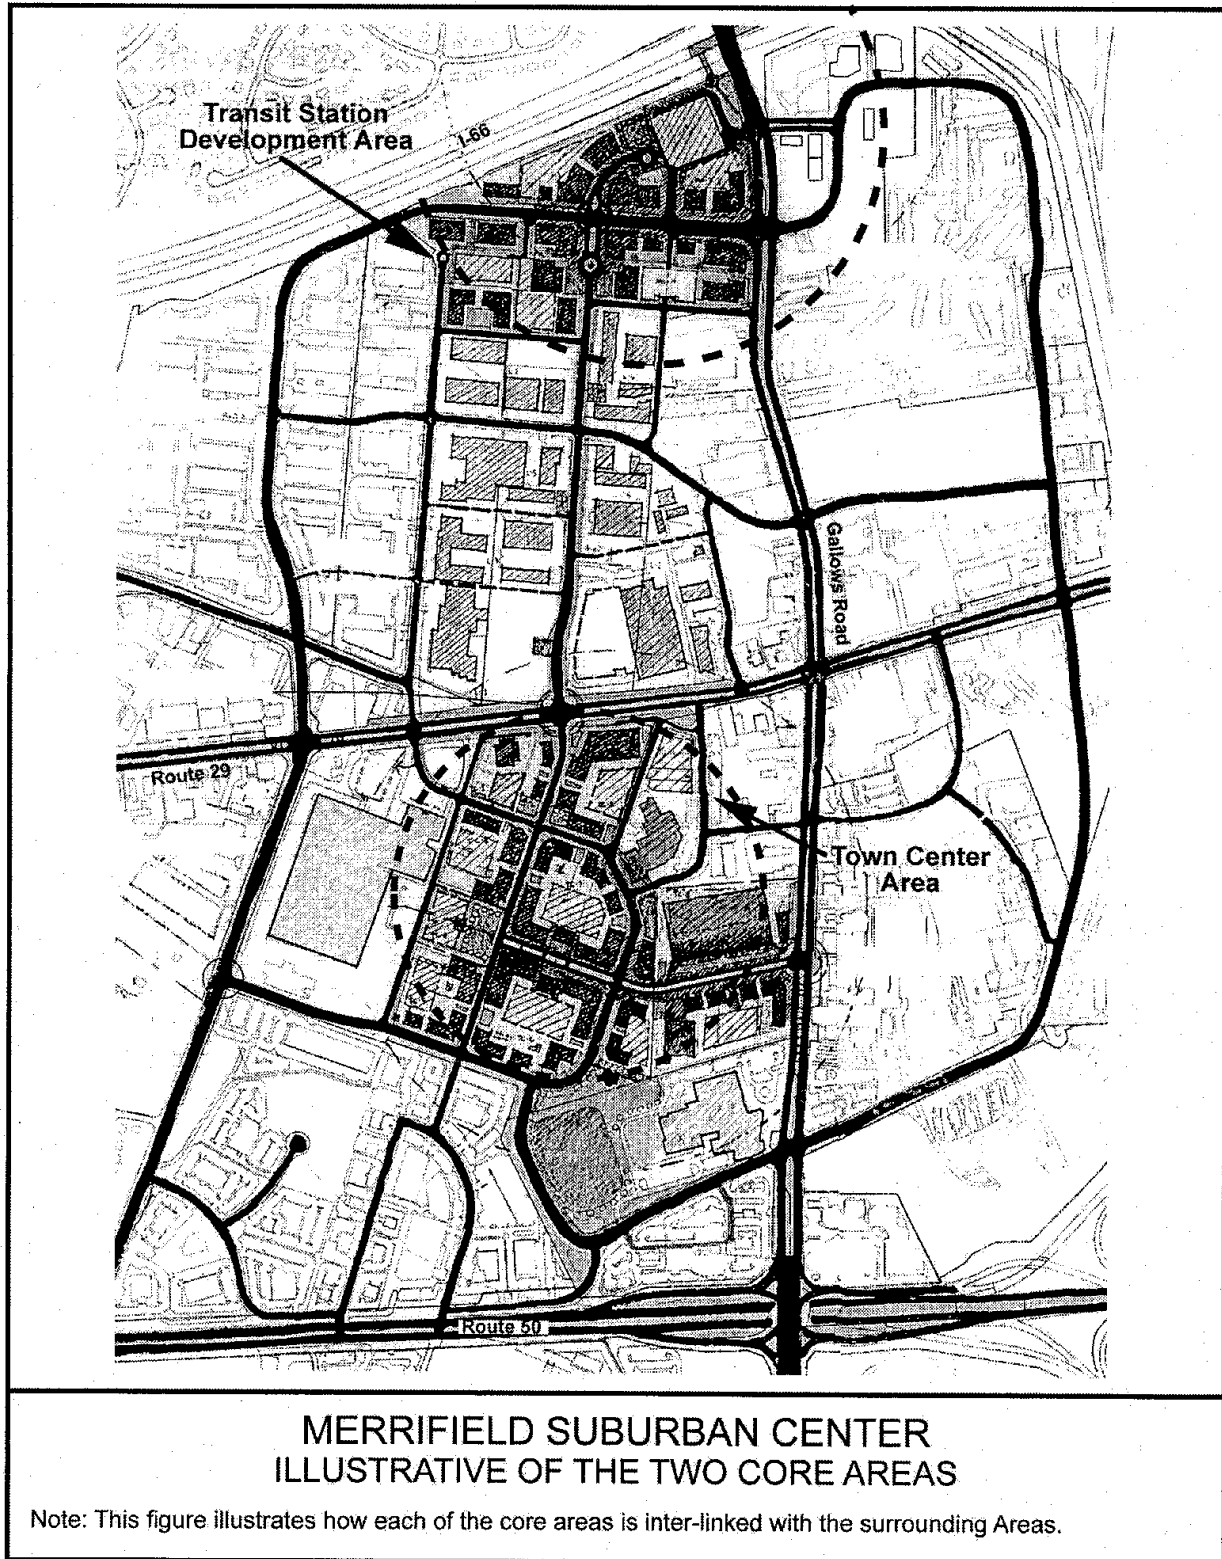 Transit Station
Development Area
I-66
Gallows Road
Route 29
Town Center
Area
Route 50
MERRIFIELD SUBURBAN CENTER
ILLUSTRATIVE OF THE TWO CORE AREAS
Note: This figure illustrates how each of the core areas is inter-linked with the surrounding Areas.